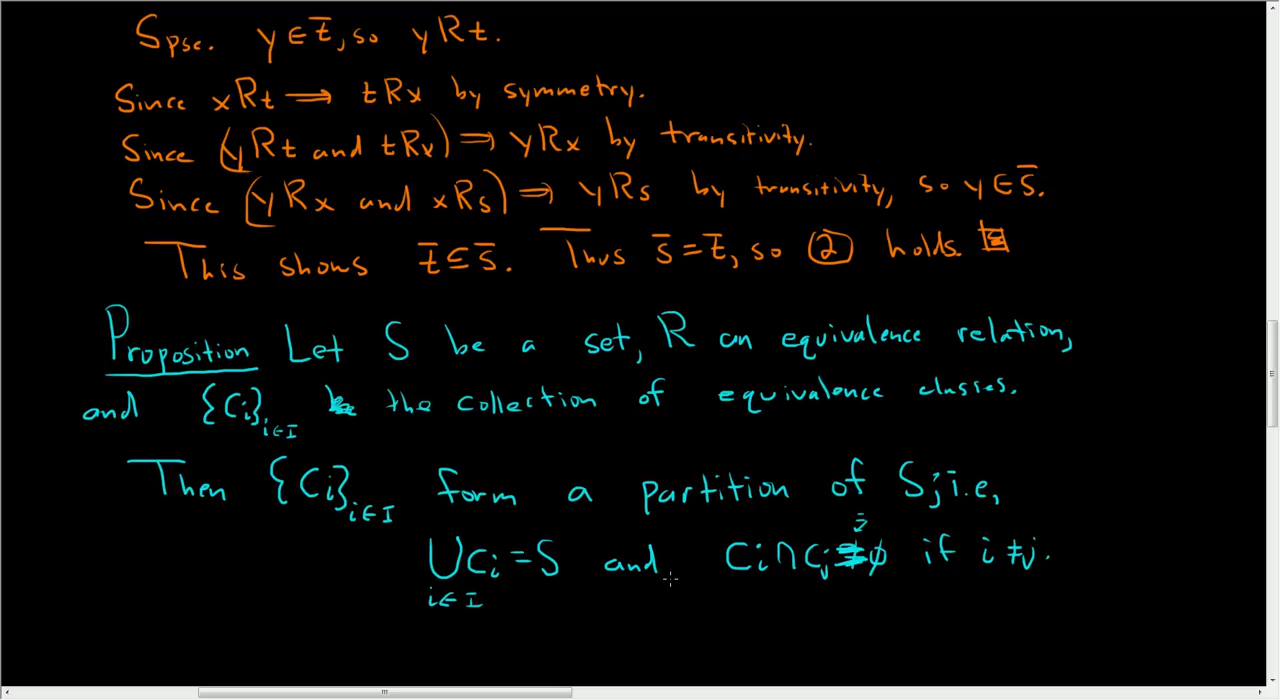 Spse. y ∈ t̄, so yRt.
Since xRt ⟹ tRx by symmetry.
Since (yRt and tRx) ⟹ yRx by transitivity.
Since (yRx and xRs) ⟹ yRs by transitivity, so y ∈ s̄.
This shows t̄ ⊆ s̄. Thus s̄ = t̄, so ② holds.
Proposition Let S be a set, R an equivalence relation,
and {Ci}i∈I the collection of equivalence classes.
Then {Ci}i∈I form a partition of S; i.e,
⋃i∈I Ci = S and Ci ∩ Cj = ∅ if i ≠ j.